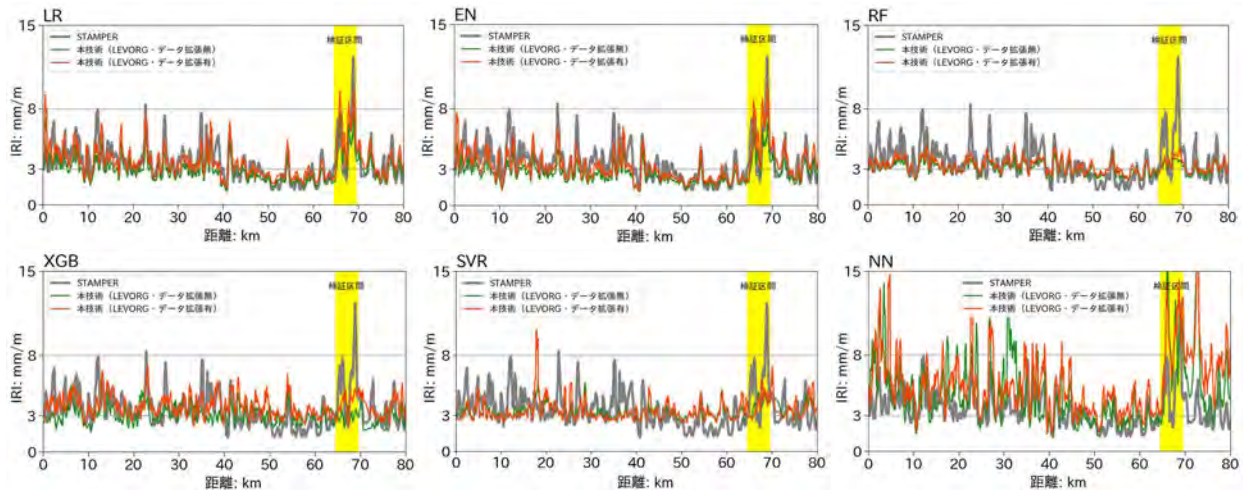 LR
15
8
3
0
IRI: mm/m
STAMPER
本技術（LEVORG・データ拡張無）
本技術（LEVORG・データ拡張有）
検証区間
0 10 20 30 40 50 60 70 80
距離: km
EN
15
8
3
0
IRI: mm/m
STAMPER
本技術（LEVORG・データ拡張無）
本技術（LEVORG・データ拡張有）
検証区間
0 10 20 30 40 50 60 70 80
距離: km
RF
15
8
3
0
IRI: mm/m
STAMPER
本技術（LEVORG・データ拡張無）
本技術（LEVORG・データ拡張有）
検証区間
0 10 20 30 40 50 60 70 80
距離: km
XGB
15
8
3
0
IRI: mm/m
STAMPER
本技術（LEVORG・データ拡張無）
本技術（LEVORG・データ拡張有）
検証区間
0 10 20 30 40 50 60 70 80
距離: km
SVR
15
8
3
0
IRI: mm/m
STAMPER
本技術（LEVORG・データ拡張無）
本技術（LEVORG・データ拡張有）
検証区間
0 10 20 30 40 50 60 70 80
距離: km
NN
15
8
3
0
IRI: mm/m
STAMPER
本技術（LEVORG・データ拡張無）
本技術（LEVORG・データ拡張有）
検証区間
0 10 20 30 40 50 60 70 80
距離: km